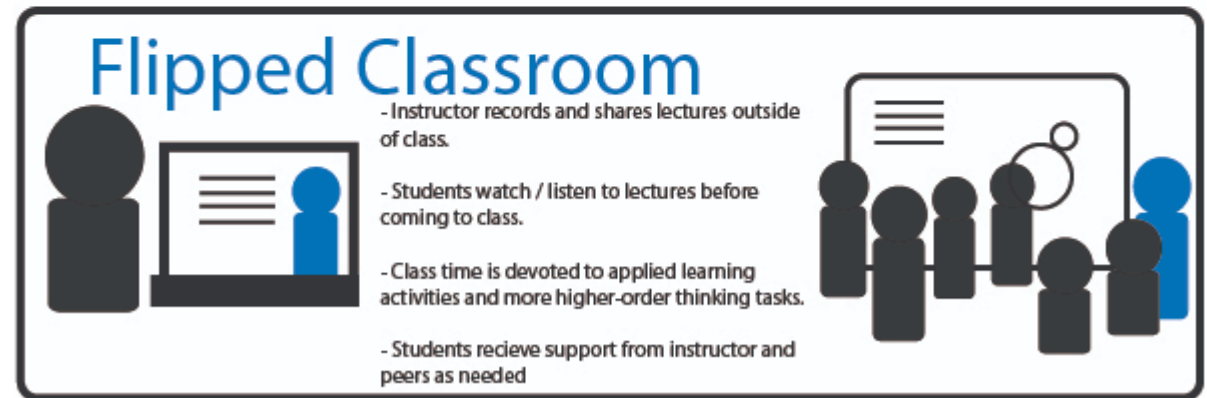 Flipped Classroom
- Instructor records and shares lectures outside
of class.
- Students watch / listen to lectures before
coming to class.
- Class time is devoted to applied learning
activities and more higher-order thinking tasks.
- Students recieve support from instructor and
peers as needed